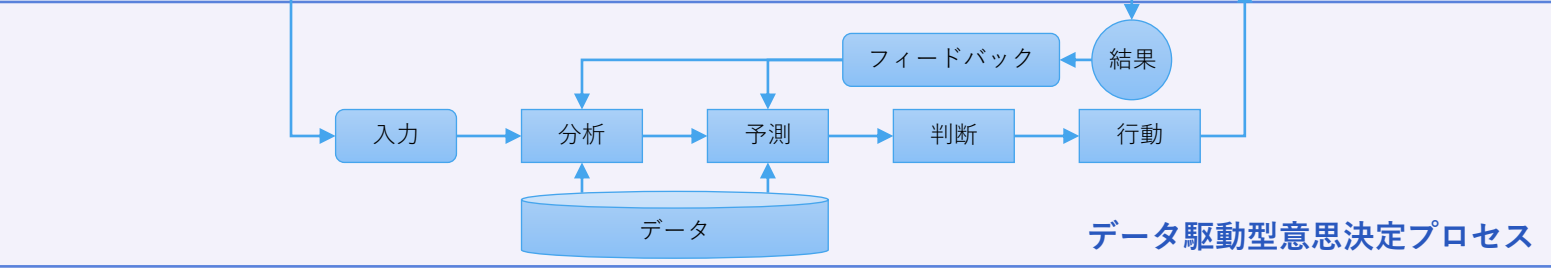 フィードバック
結果
入力
分析
予測
判断
行動
データ
データ駆動型意思決定プロセス